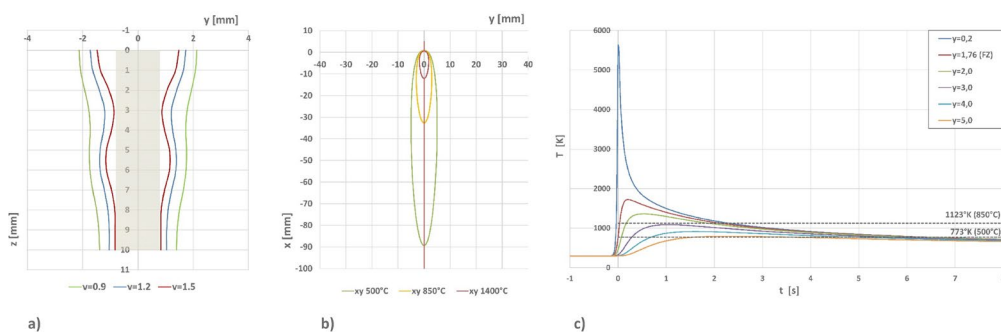 y [mm]
-4 -2 0 2 4
-1
0
1
2
3
4
5
6
7
8
9
10
11
z [mm]
v=0.9 v=1.2 v=1.5
a)
y [mm]
10
5
0
-40 -30 -20 -10 0 10 20 30 40
-10
-20
-30
-40
-50
-60
-70
-80
-90
-100
x [mm]
xy 500°C xy 850°C xy 1400°C
b)
6000
5000
4000
3000
2000
1000
0
T [K]
y=0,2
y=1,76 (FZ)
y=2,0
y=3,0
y=4,0
y=5,0
1123°K (850°C)
773°K (500°C)
-1 0 1 2 3 4 5 6 7
t [s]
c)